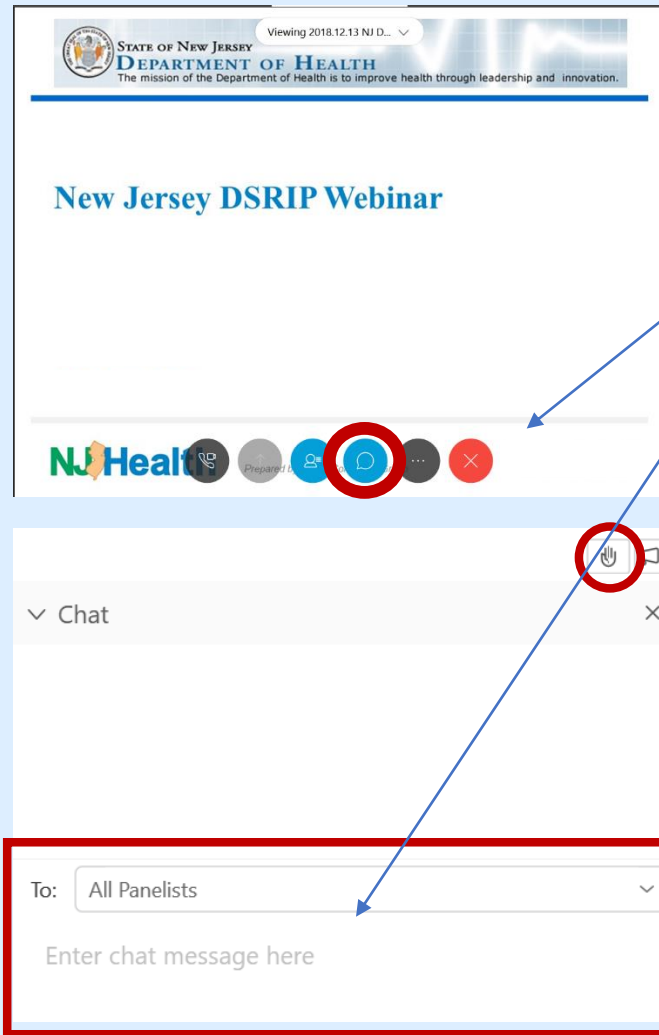 Viewing 2018.12.13 NJ D...
STATE OF NEW JERSEY
DEPARTMENT OF HEALTH
The mission of the Department of Health is to improve health through leadership and innovation.
New Jersey DSRIP Webinar
NJHealth
Prepared b
Chat
To: All Panelists
Enter chat message here